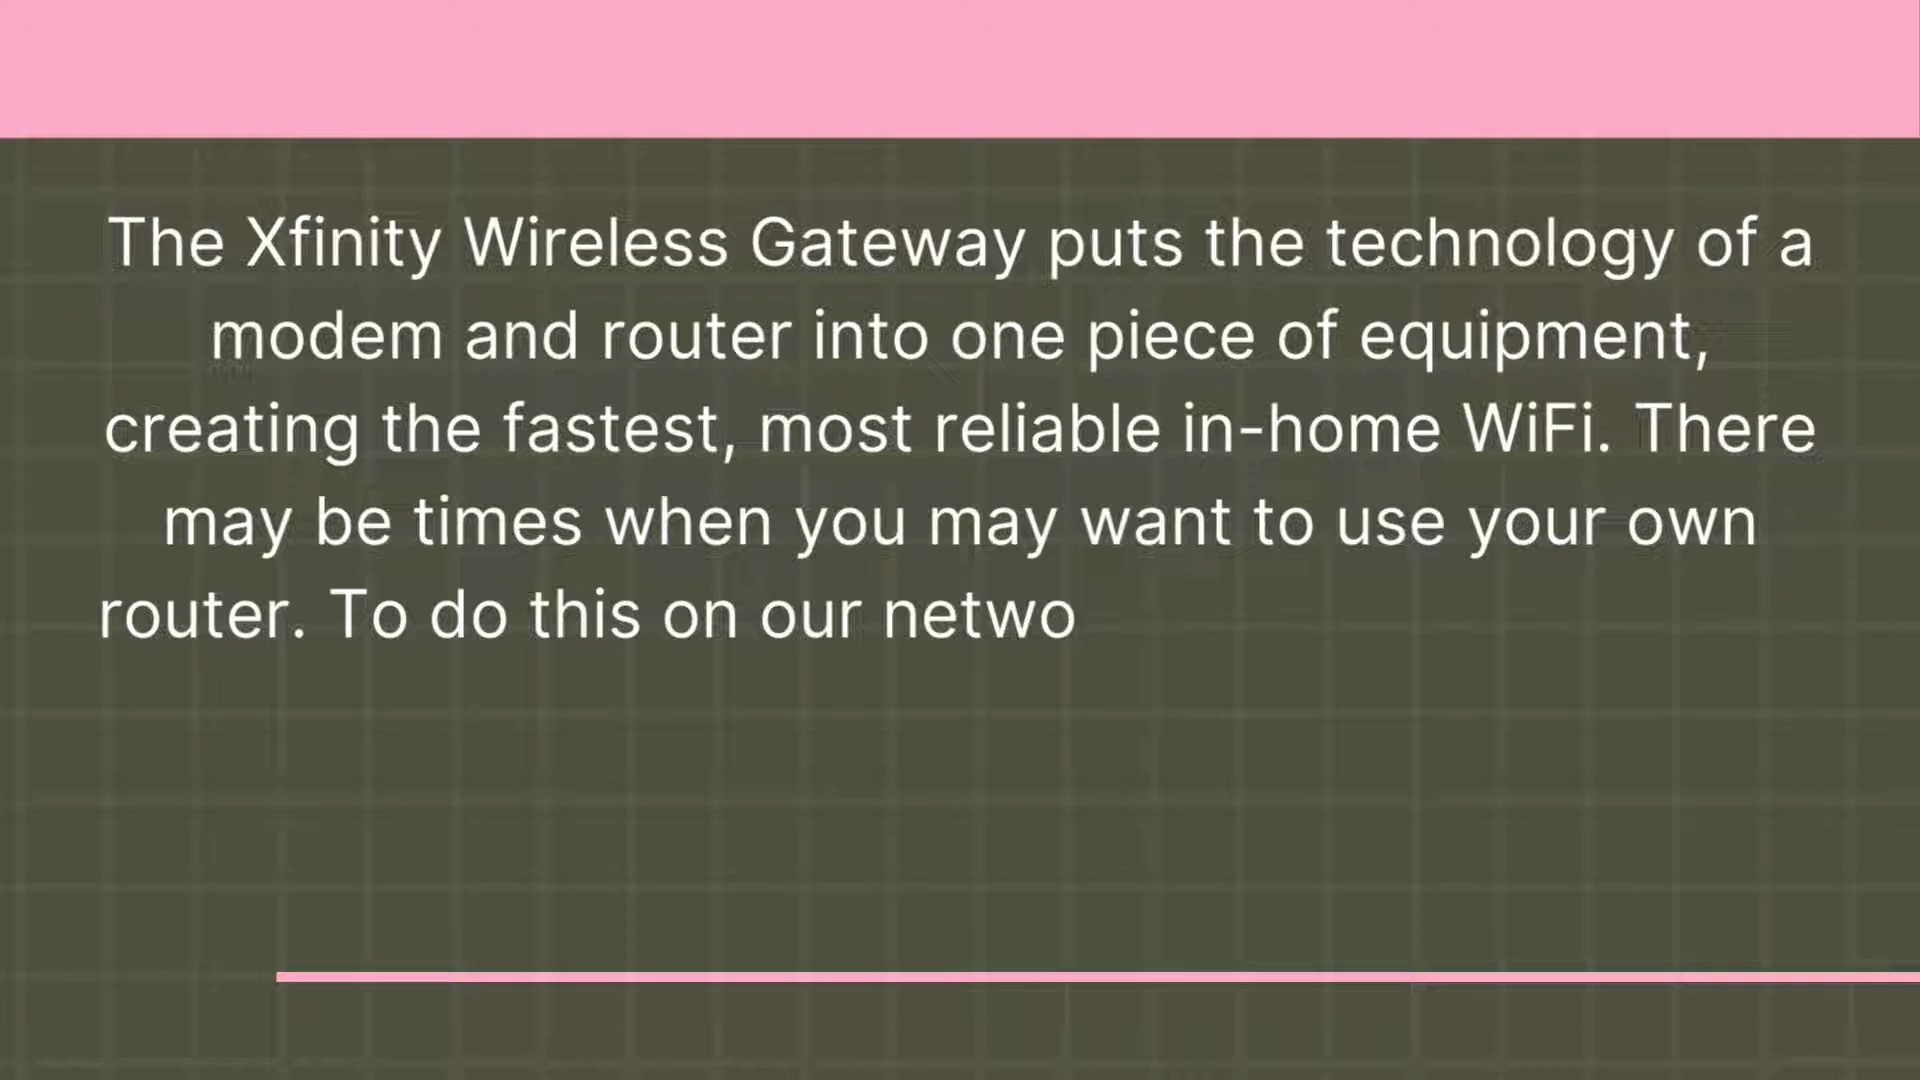 The Xfinity Wireless Gateway puts the technology of a
modem and router into one piece of equipment,
creating the fastest, most reliable in-home WiFi. There
may be times when you may want to use your own
router. To do this on our netwo